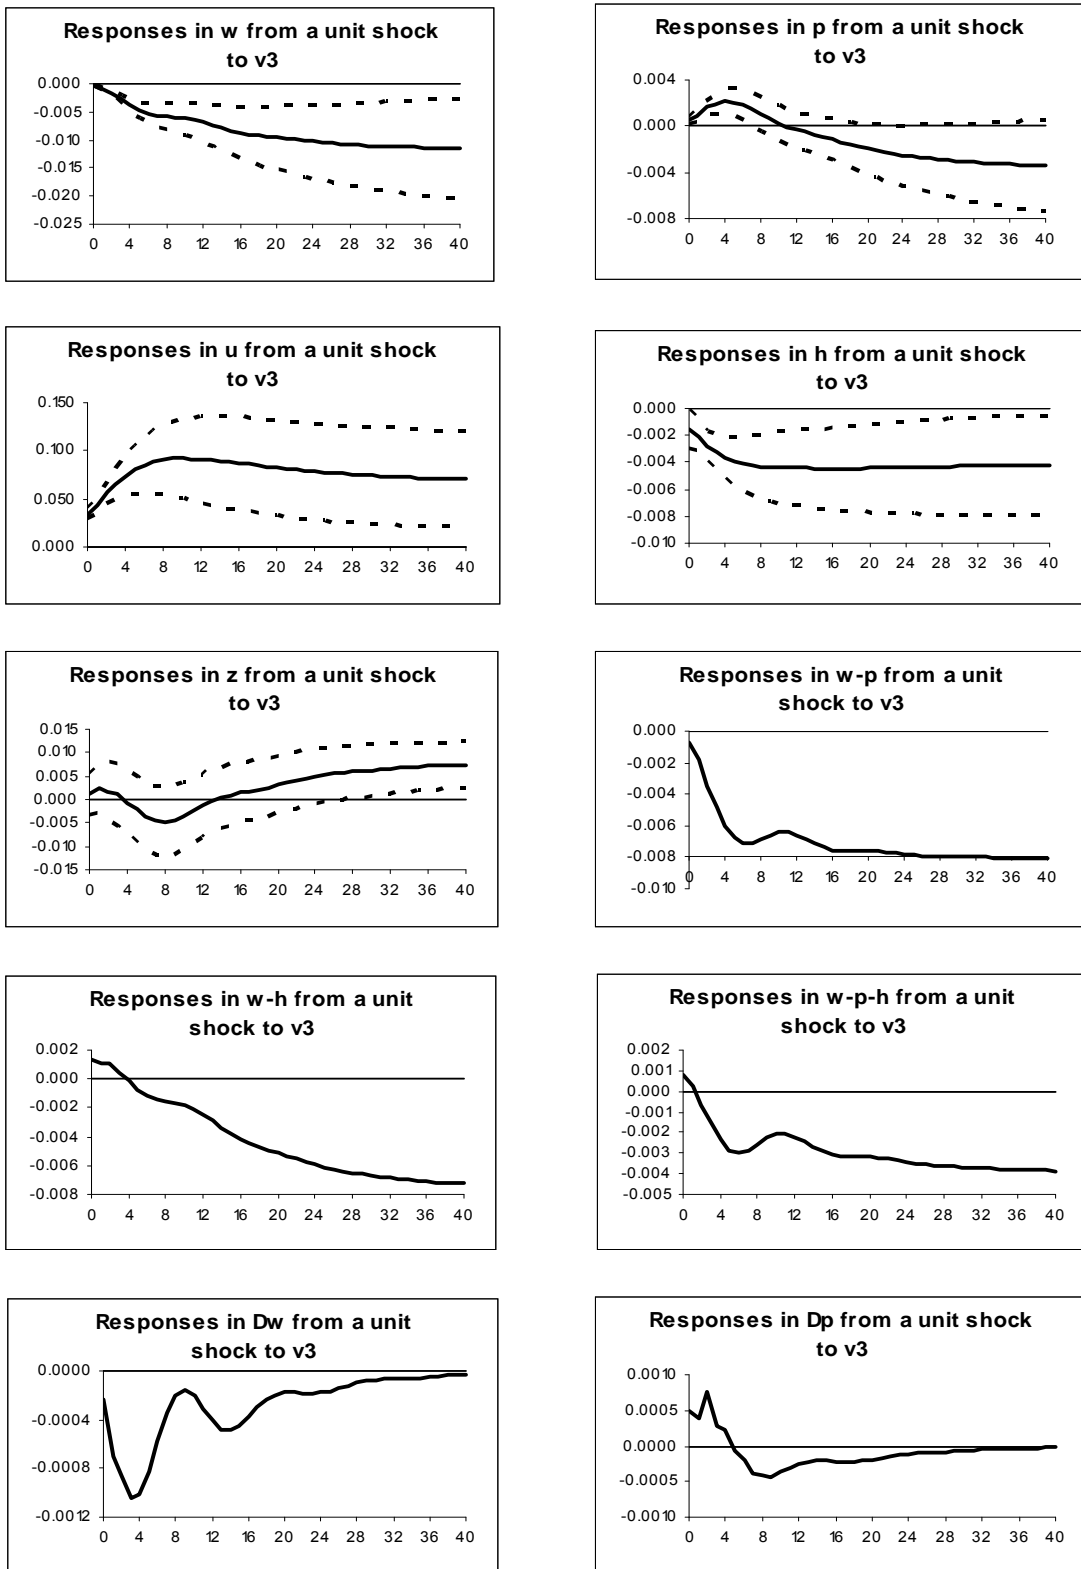 Responses in w from a unit shock
to v3
0.000
-0.005
-0.010
-0.015
-0.020
-0.025
0 4 8 12 16 20 24 28 32 36 40
Responses in p from a unit shock
to v3
0.004
0.000
-0.004
-0.008
0 4 8 12 16 20 24 28 32 36 40
Responses in u from a unit shock
to v3
0.150
0.100
0.050
0.000
0 4 8 12 16 20 24 28 32 36 40
Responses in h from a unit shock
to v3
0.000
-0.002
-0.004
-0.006
-0.008
-0.010
0 4 8 12 16 20 24 28 32 36 40
Responses in z from a unit shock
to v3
0.015
0.010
0.005
0.000
-0.005
-0.010
-0.015
0 4 8 12 16 20 24 28 32 36 40
Responses in w-p from a unit
shock to v3
0.000
-0.002
-0.004
-0.006
-0.008
-0.010
0 4 8 12 16 20 24 28 32 36 40
Responses in w-h from a unit
shock to v3
0.002
0.000
-0.002
-0.004
-0.006
-0.008
0 4 8 12 16 20 24 28 32 36 40
Responses in w-p-h from a unit
shock to v3
0.002
0.001
0.000
-0.001
-0.002
-0.003
-0.004
-0.005
0 4 8 12 16 20 24 28 32 36 40
Responses in Dw from a unit
shock to v3
0.0000
-0.0004
-0.0008
-0.0012
0 4 8 12 16 20 24 28 32 36 40
Responses in Dp from a unit shock
to v3
0.0010
0.0005
0.0000
-0.0005
-0.0010
0 4 8 12 16 20 24 28 32 36 40